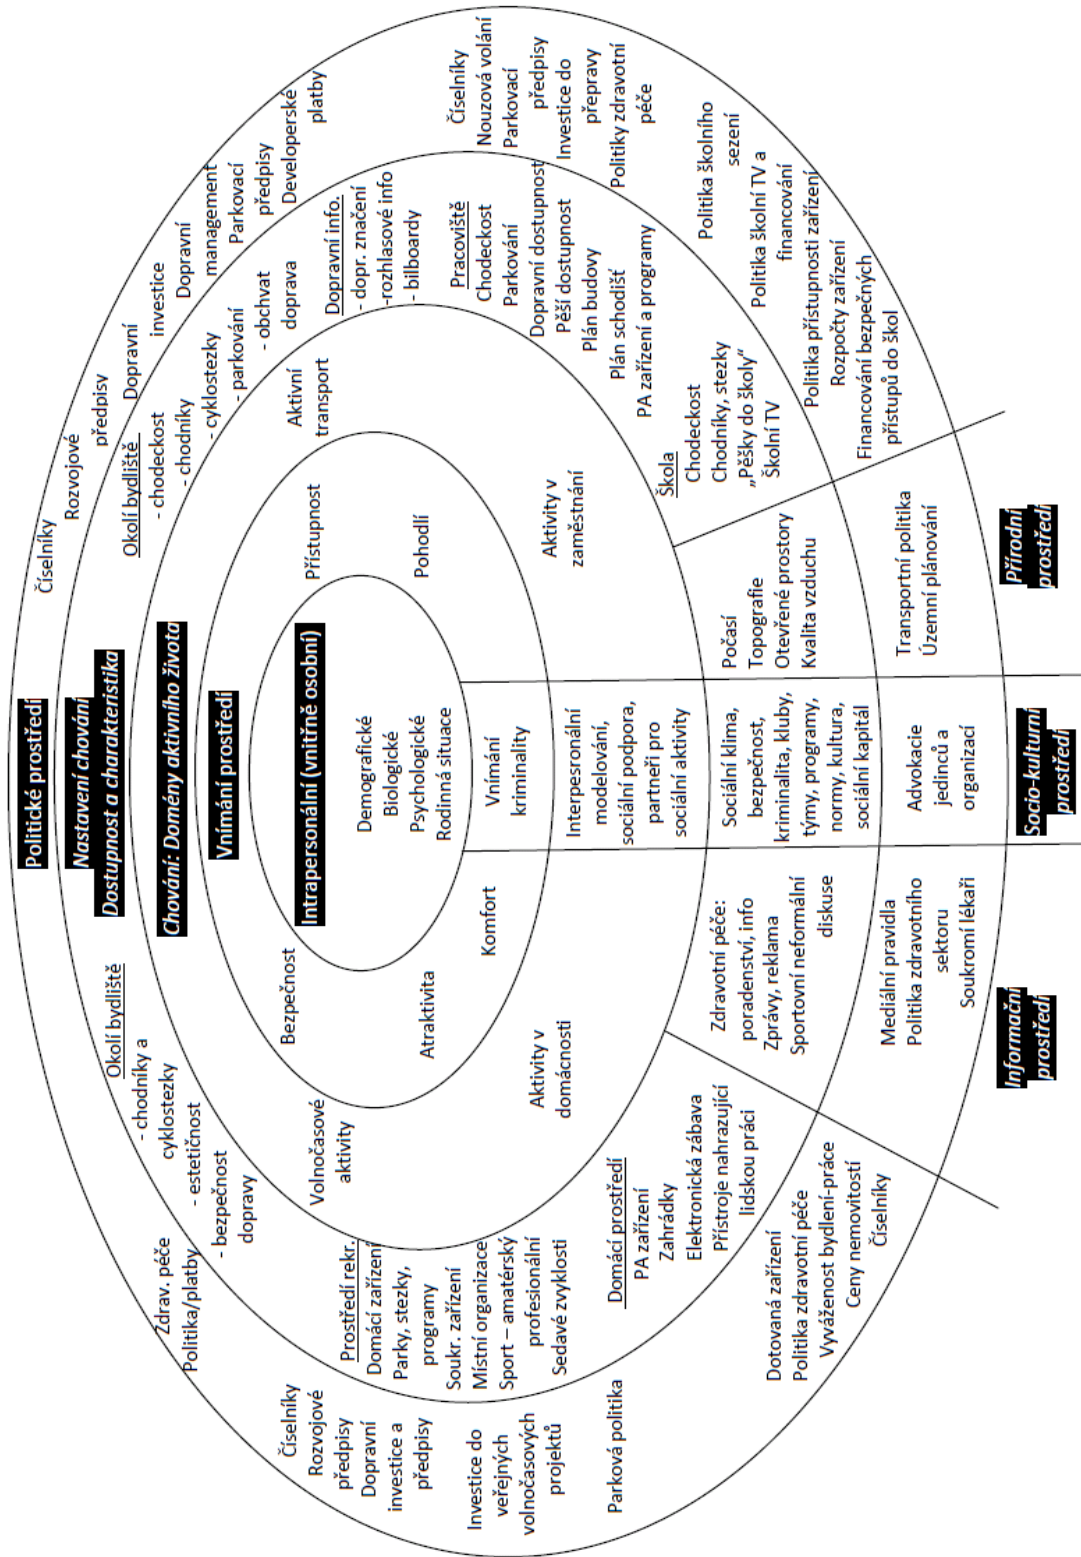 Politické prostředí
Nastavení chování
Dostupnost a charakteristika
Chování: Domény aktivního života
Vnímání prostředí
Intrapersonální (vnitřně osobní)
Demografické
Biologické
Psychologické
Rodinná situace
Bezpečnost
Atraktivita
Komfort
Přístupnost
Pohodlí
Vnímání
kriminality
Volnočasové
aktivity
Aktivity v
domácnosti
Aktivní
transport
Aktivity v
zaměstnání
Interpesronální
modelování,
sociální podpora,
partneři pro
sociální aktivity
Okolí bydliště
- chodníky a
cyklostezky
- estetičnost
- bezpečnost
dopravy
Prostředí rekr.
Domácí zařízení
Parky, stezky,
programy
Soukr. zařízení
Místní organizace
Sport – amatérský
profesionální
Sedavé zvyklosti
Domácí prostředí
PA zařízení
Zahrádky
Elektronická zábava
Přístroje nahrazující
lidskou práci
Okolí bydliště
- chodeckost
- chodníky
- cyklostezky
- parkování
- obchvat
doprava
Dopravní info.
- dopr. značení
-rozhlasové info
- bilboardy
Pracoviště
Chodeckost
Parkování
Dopravní dostupnost
Pěší dostupnost
Plán budovy
Plán schodišť
PA zařízení a programy
Škola
Chodeckost
Chodníky, stezky
„Pěšky do školy“
Školní TV
Zdravotní péče:
poradenství, info
Zprávy, reklama
Sportovní neformální
diskuse
Sociální klima,
bezpečnost,
kriminalita, kluby,
týmy, programy,
normy, kultura,
sociální kapitál
Počasí
Topografie
Otevřené prostory
Kvalita vzduchu
Zdrav. péče
Politika/platby
Číselníky
Rozvojové
předpisy
Dopravní
investice a
předpisy
Investice do
veřejných
volnočasových
projektů
Parková politika
Dotovaná zařízení
Politika zdravotní péče
Vyváženost bydlení-práce
Ceny nemovitostí
Číselníky
Číselníky
Rozvojové
předpisy
Dopravní
investice
Dopravní
management
Parkovací
předpisy
Developerské
platby
Číselníky
Nouzová volání
Parkovací
předpisy
Investice do
přepravy
Politiky zdravotní
péče
Politika školního
sezení
Politika školní TV a
financování
Politika přístupnosti zařízení
Rozpočty zařízení
Financování bezpečných
přístupů do škol
Mediální pravidla
Politika zdravotního
sektoru
Soukromí lékaři
Advokacie
jedinců a
organizací
Transportní politika
Územní plánování
Informační
prostředí
Socio-kulturní
prostředí
Přírodní
prostředí